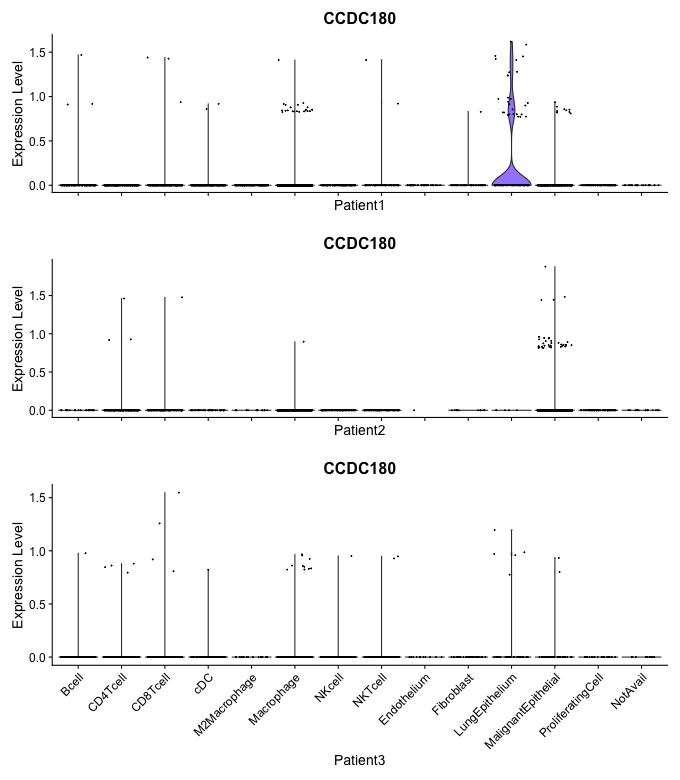 CCDC180
Expression Level
1.5
1.0
0.5
0.0
Patient1
CCDC180
Expression Level
1.5
1.0
0.5
0.0
Patient2
CCDC180
Expression Level
1.5
1.0
0.5
0.0
Bcell
CD4Tcell
CD8Tcell
cDC
M2Macrophage
Macrophage
NKcell
NKTcell
Endothelium
Fibroblast
LungEpithelium
MalignantEpithelial
ProliferatingCell
NotAvail
Patient3